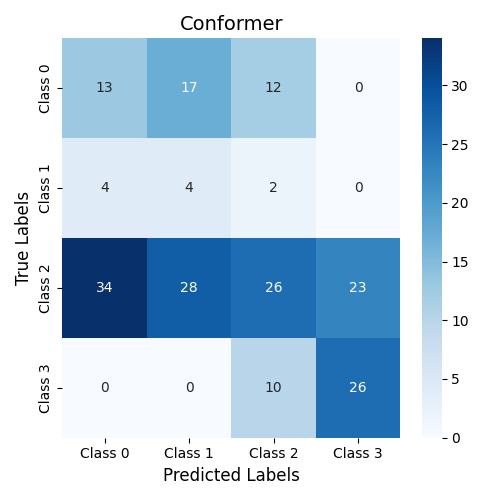 Conformer
True Labels
Class 0
13 17 12 0
Class 1
4 4 2 0
Class 2
34 28 26 23
Class 3
0 0 10 26
Class 0 Class 1 Class 2 Class 3
Predicted Labels
30
25
20
15
10
5
0